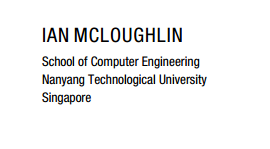 IAN MCLOUGHLIN
School of Computer Engineering
Nanyang Technological University
Singapore